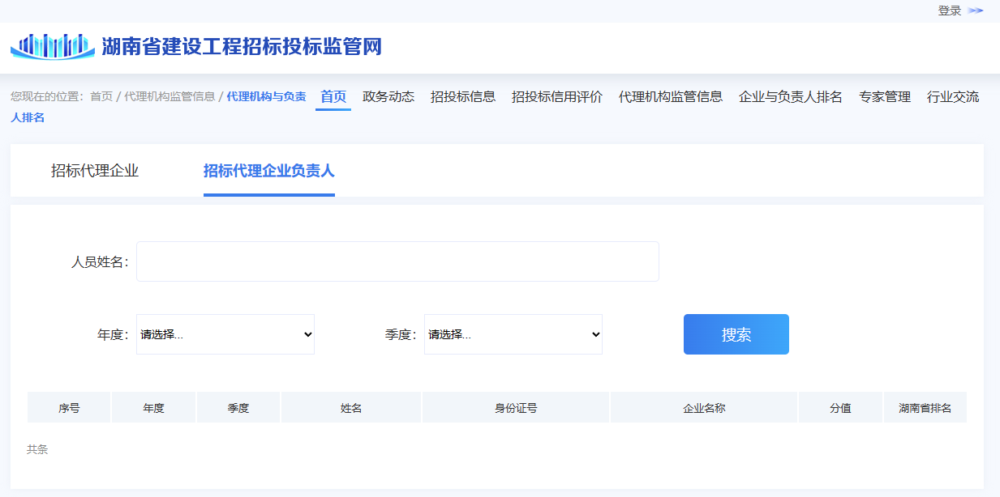 登录
湖南省建设工程招标投标监管网
您现在的位置：首页 / 代理机构监管信息 / 代理机构与负责人排名
首页 政务动态 招投标信息 招投标信用评价 代理机构监管信息 企业与负责人排名 专家管理 行业交流
招标代理企业 招标代理企业负责人
人员姓名：
年度： 请选择... 季度： 请选择... 搜索
序号 年度 季度 姓名 身份证号 企业名称 分值 湖南省排名
共条